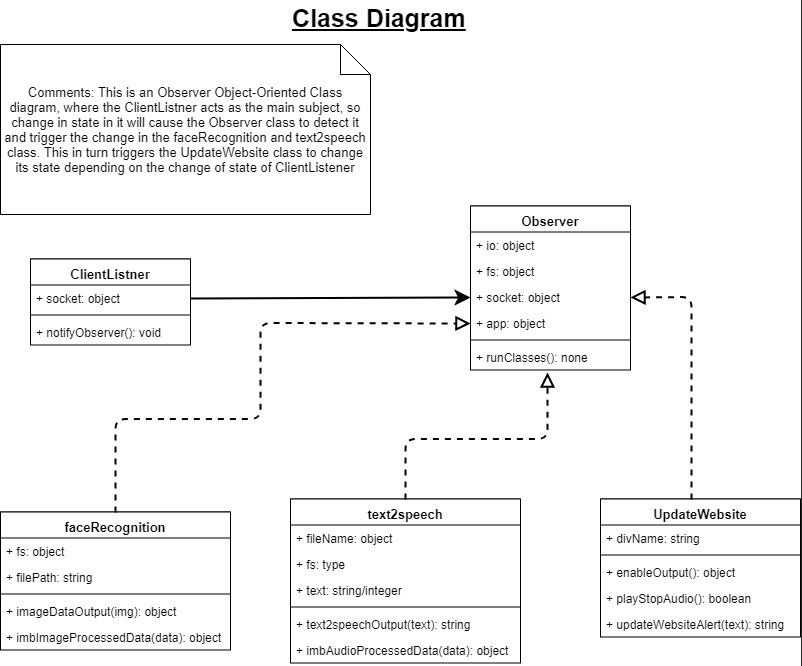 Class Diagram
Comments: This is an Observer Object-Oriented Class
diagram, where the ClientListner acts as the main subject, so
change in state in it will cause the Observer class to detect it
and trigger the change in the faceRecognition and text2speech
class. This in turn triggers the UpdateWebsite class to change
its state depending on the change of state of ClientListener
Observer
+ io: object
+ fs: object
+ socket: object
+ app: object
+ runClasses(): none
ClientListner
+ socket: object
+ notifyObserver(): void
faceRecognition
+ fs: object
+ filePath: string
+ imageDataOutput(img): object
+ imbImageProcessedData(data): object
text2speech
+ fileName: object
+ fs: type
+ text: string/integer
+ text2speechOutput(text): string
+ imbAudioProcessedData(data): object
UpdateWebsite
+ divName: string
+ enableOutput(): object
+ playStopAudio(): boolean
+ updateWebsiteAlert(text): string